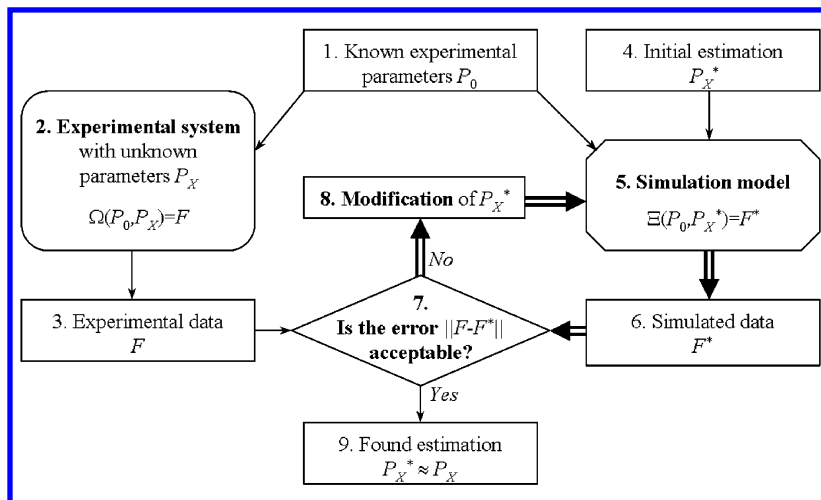 1. Known experimental
parameters P₀
4. Initial estimation
Pₓ*
2. Experimental system
with unknown
parameters Pₓ
Ω(P₀,Pₓ)=F
8. Modification of Pₓ*
5. Simulation model
Ξ(P₀,Pₓ*)=F*
No
3. Experimental data
F
7.
Is the error ||F-F*||
acceptable?
6. Simulated data
F*
Yes
9. Found estimation
Pₓ* ≈ Pₓ